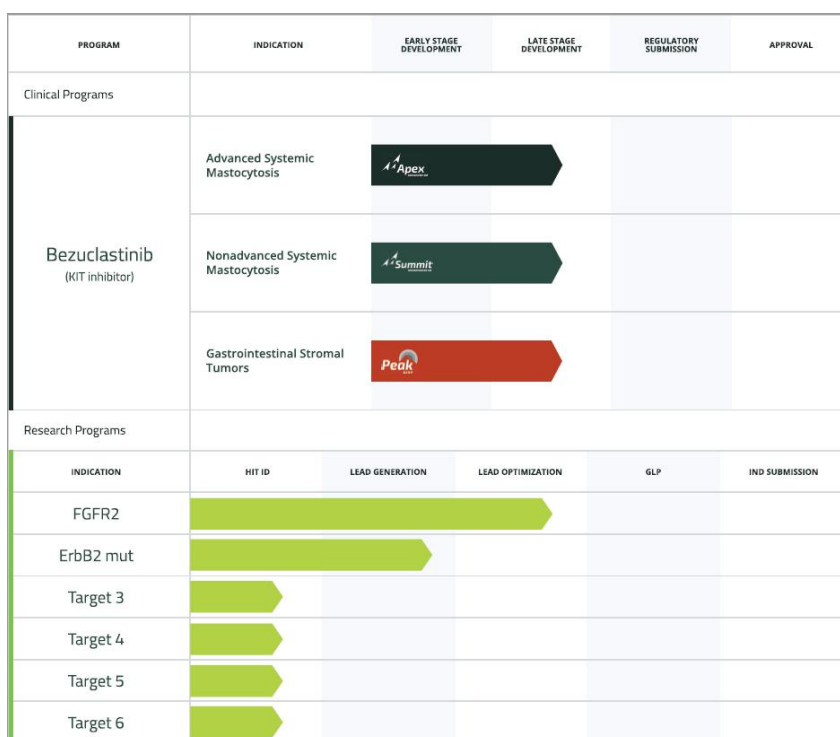 PROGRAM
INDICATION
EARLY STAGE
DEVELOPMENT
LATE STAGE
DEVELOPMENT
REGULATORY
SUBMISSION
APPROVAL
Clinical Programs
Bezuclastinib
(KIT inhibitor)
Advanced Systemic
Mastocytosis
Apex
Nonadvanced Systemic
Mastocytosis
Summit
Gastrointestinal Stromal
Tumors
Peak
Research Programs
INDICATION
HIT ID
LEAD GENERATION
LEAD OPTIMIZATION
GLP
IND SUBMISSION
FGFR2
ErbB2 mut
Target 3
Target 4
Target 5
Target 6